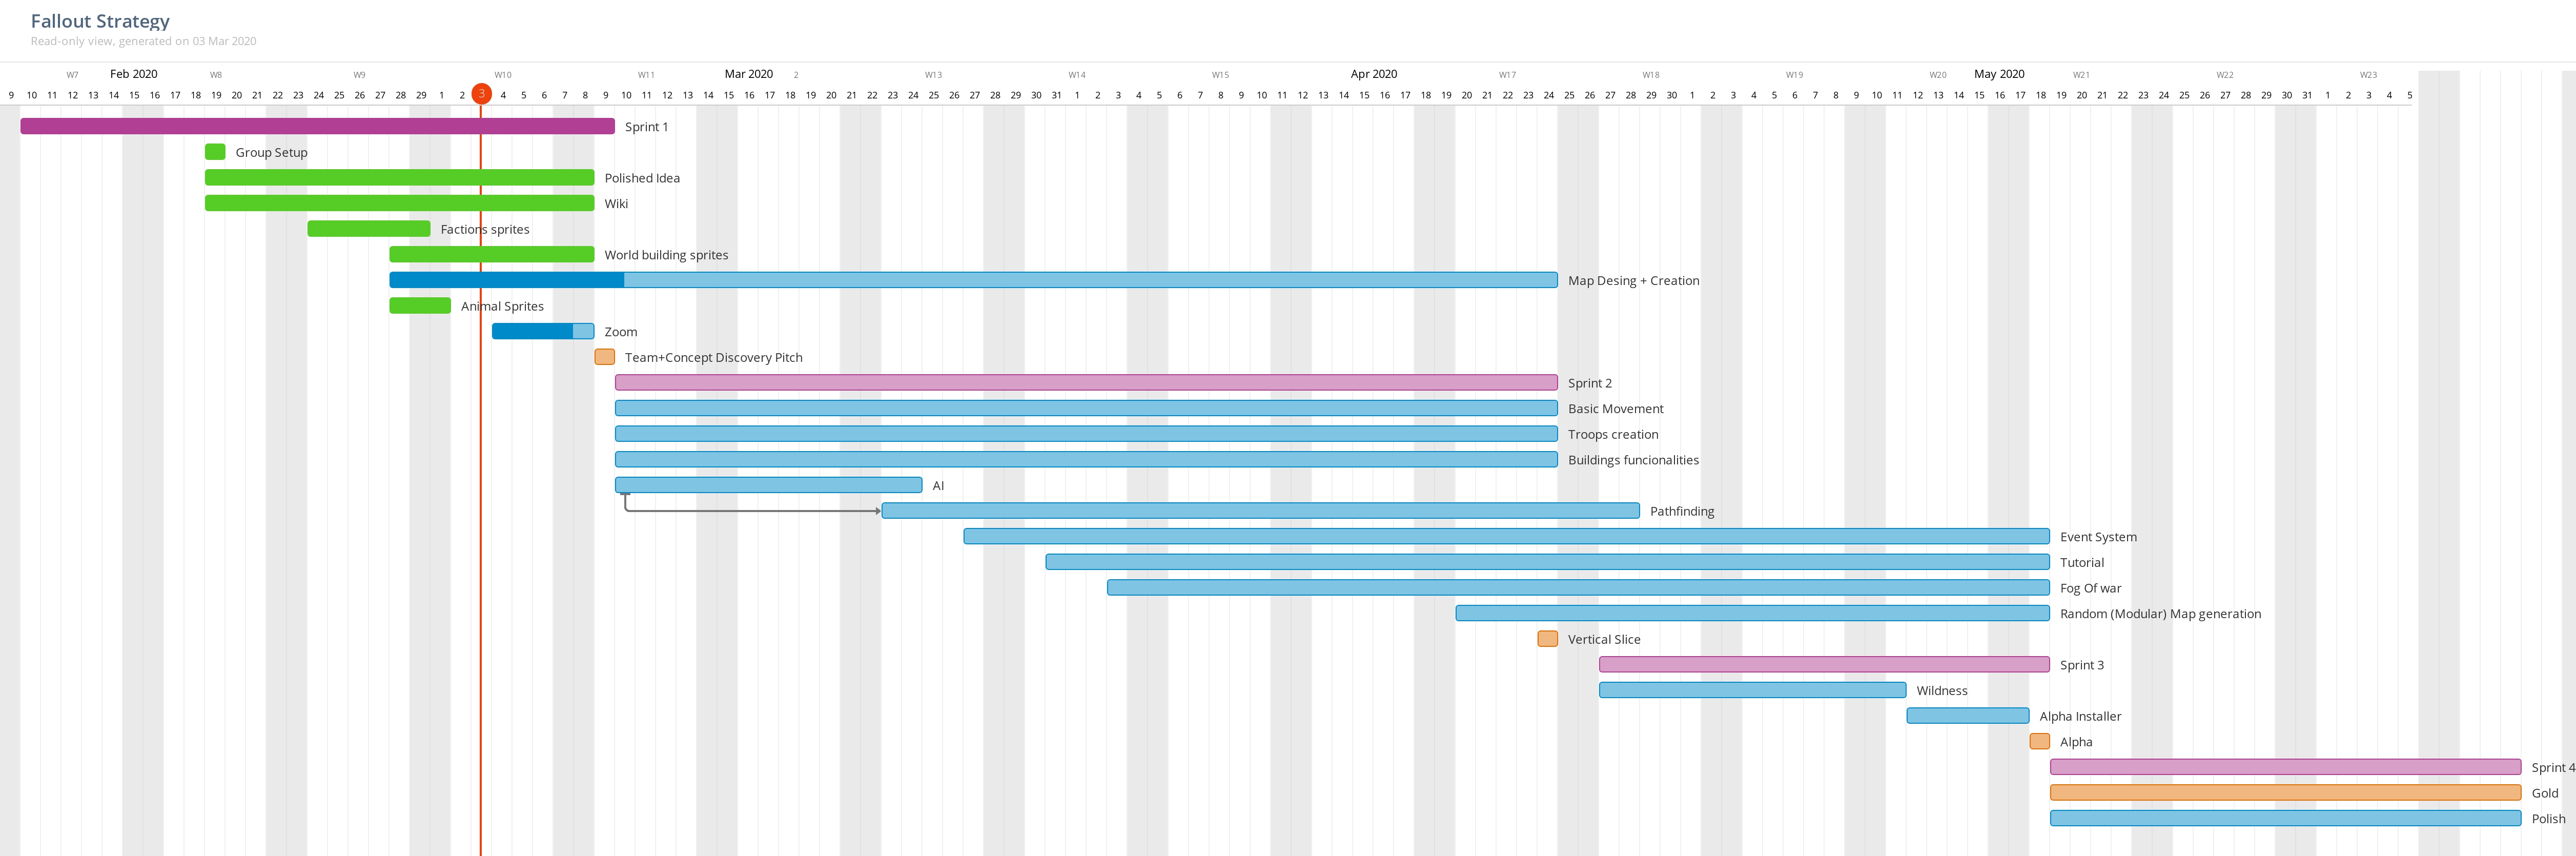 Fallout Strategy
Read-only view, generated on 03 Mar 2020
W7 Feb 2020 W8 W9 W10 W11 Mar 2020 2 W13 W14 W15 Apr 2020 W17 W18 W19 W20 May 2020 W21 W22 W23
9 10 11 12 13 14 15 16 17 18 19 20 21 22 23 24 25 26 27 28 29 1 2 3 4 5 6 7 8 9 10 11 12 13 14 15 16 17 18 19 20 21 22 23 24 25 26 27 28 29 30 31 1 2 3 4 5 6 7 8 9 10 11 12 13 14 15 16 17 18 19 20 21 22 23 24 25 26 27 28 29 30 1 2 3 4 5 6 7 8 9 10 11 12 13 14 15 16 17 18 19 20 21 22 23 24 25 26 27 28 29 30 31 1 2 3 4 5
Sprint 1
Group Setup
Polished Idea
Wiki
Factions sprites
World building sprites
Map Desing + Creation
Animal Sprites
Zoom
Team+Concept Discovery Pitch
Sprint 2
Basic Movement
Troops creation
Buildings funcionalities
AI
Pathfinding
Event System
Tutorial
Fog Of war
Random (Modular) Map generation
Vertical Slice
Sprint 3
Wildness
Alpha Installer
Alpha
Sprint 4
Gold
Polish